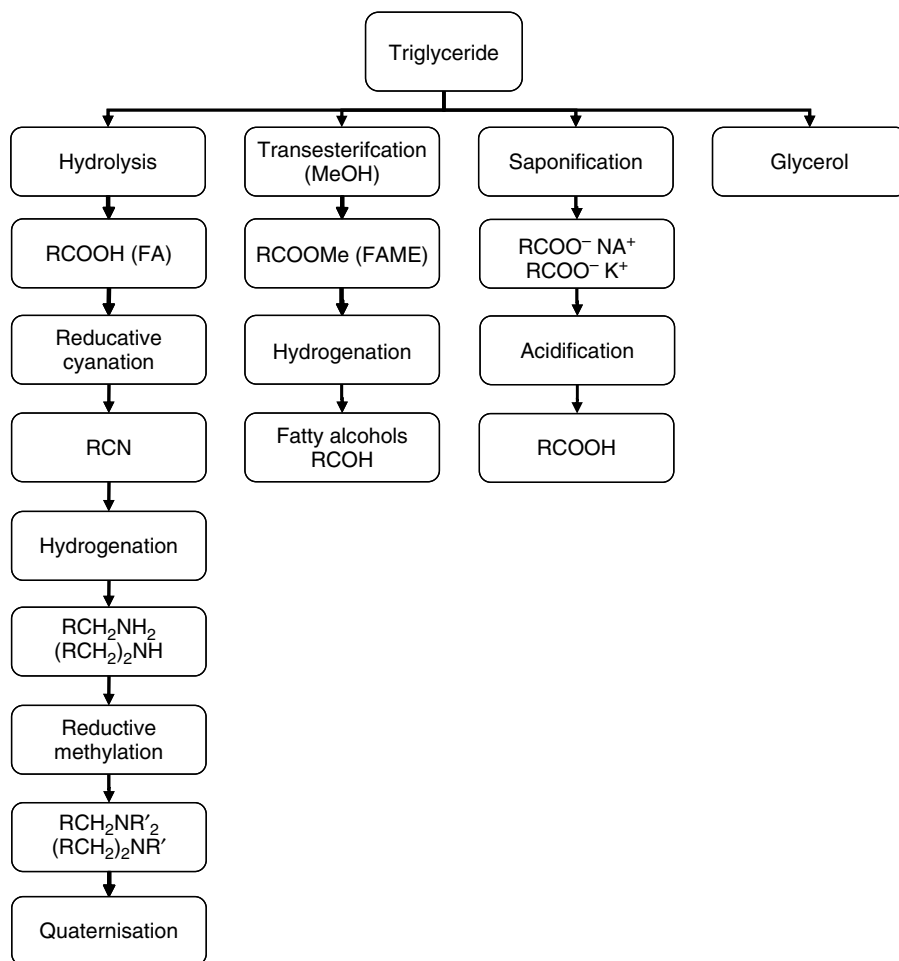 Triglyceride
Hydrolysis
Transesterifcation
(MeOH)
Saponification
Glycerol
RCOOH (FA)
RCOOMe (FAME)
RCOO⁻ NA⁺
RCOO⁻ K⁺
Reducative
cyanation
Hydrogenation
Acidification
RCN
Fatty alcohols
RCOH
RCOOH
Hydrogenation
RCH₂NH₂
(RCH₂)₂NH
Reductive
methylation
RCH₂NR′₂
(RCH₂)₂NR′
Quaternisation